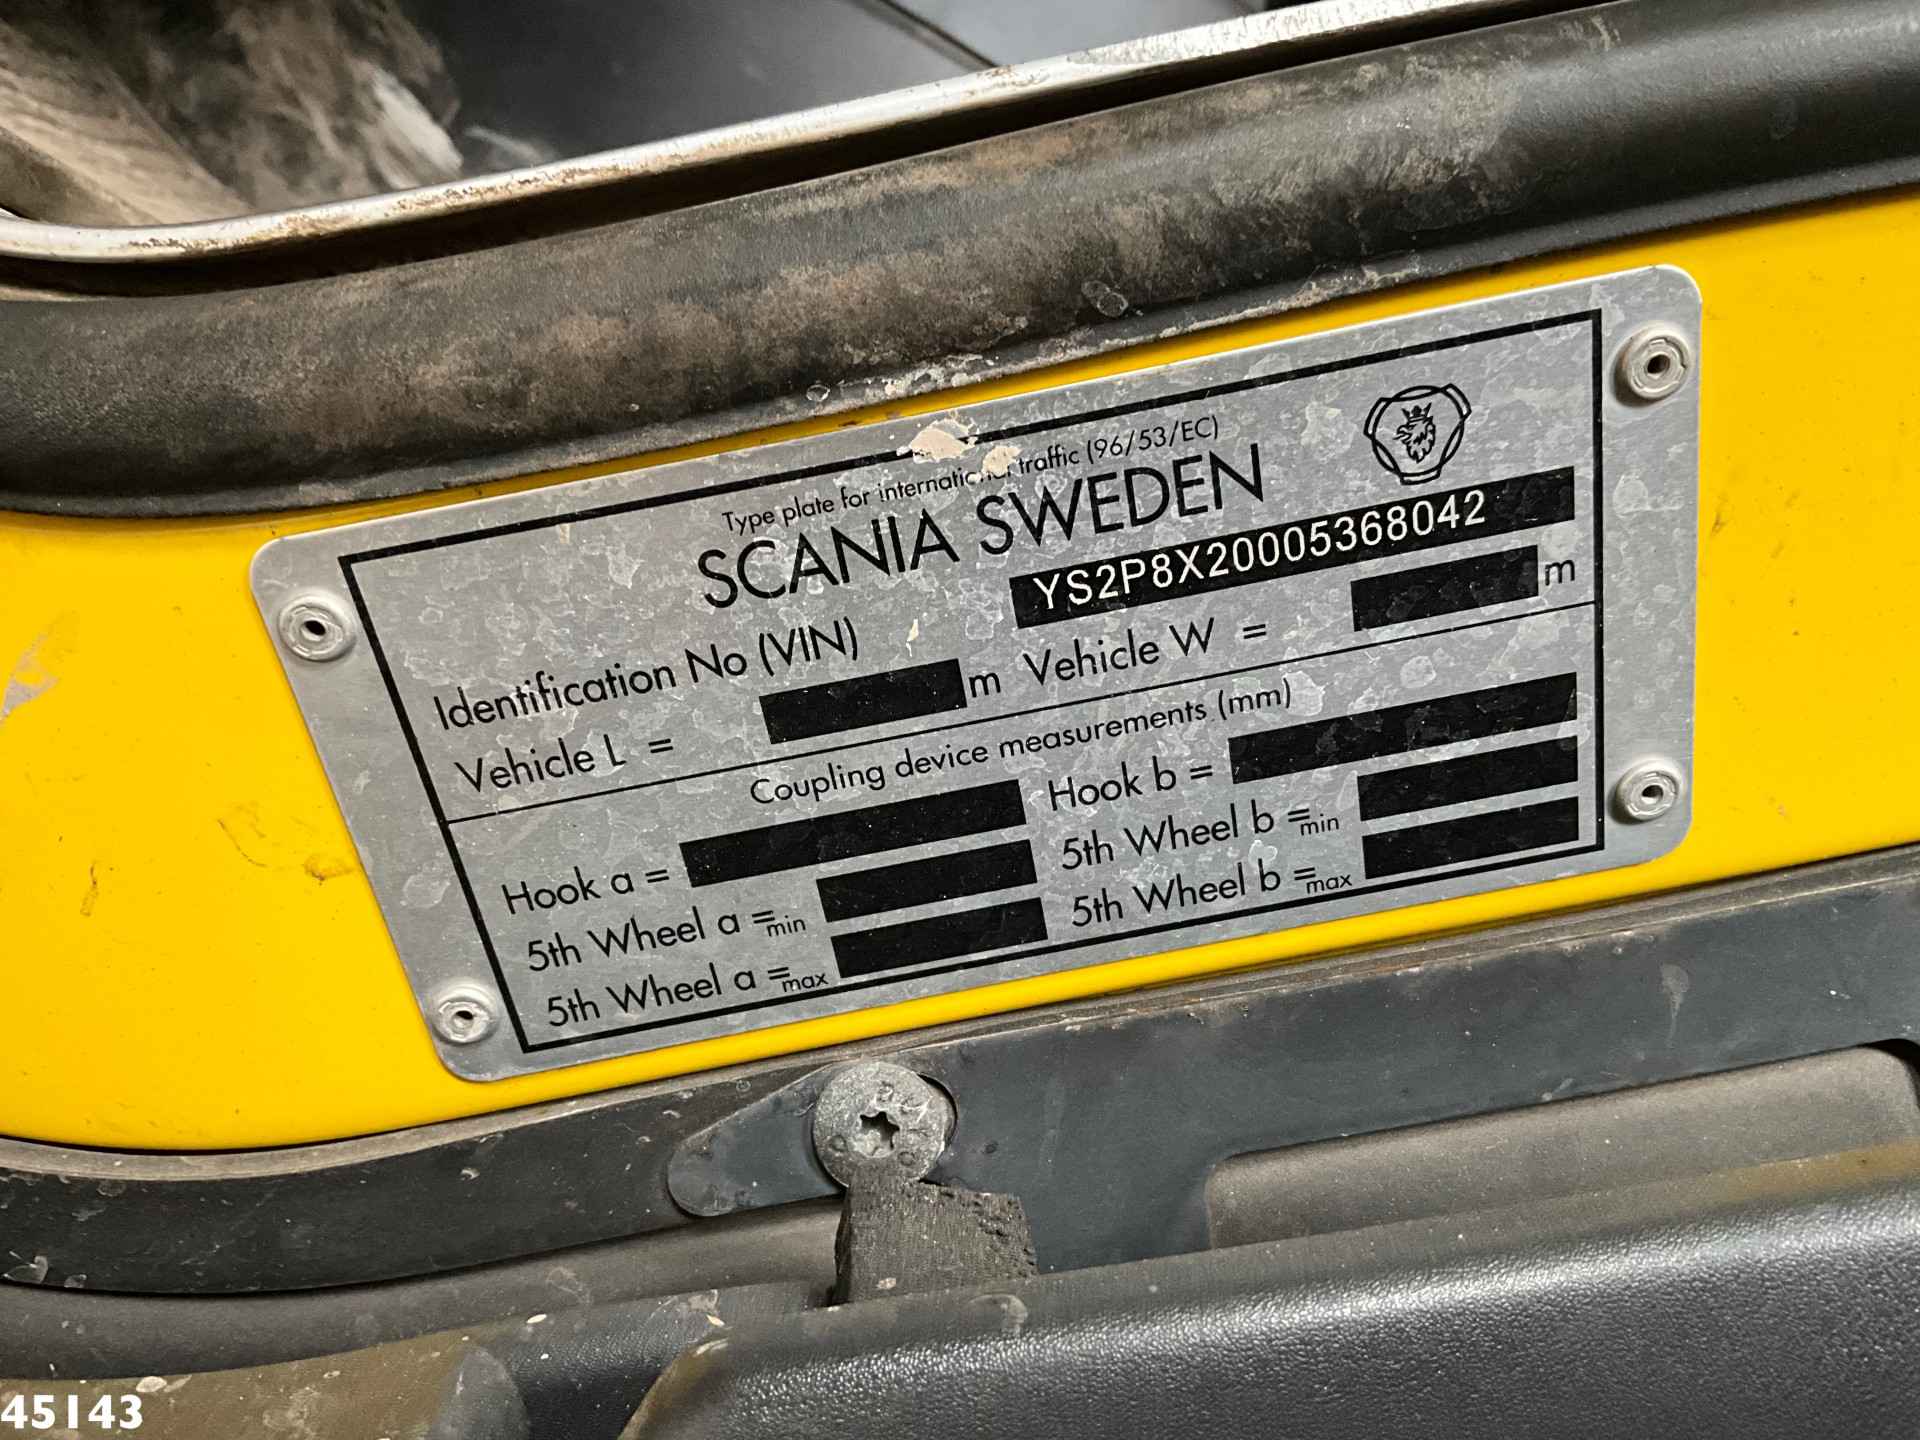 Type plate for international traffic (96/53/EC)
SCANIA SWEDEN
Identification No (VIN) YS2P8X20005368042
Vehicle L = m Vehicle W = m
Coupling device measurements (mm)
Hook a = Hook b =
5th Wheel a =min 5th Wheel b =min
5th Wheel a =max 5th Wheel b =max
45143